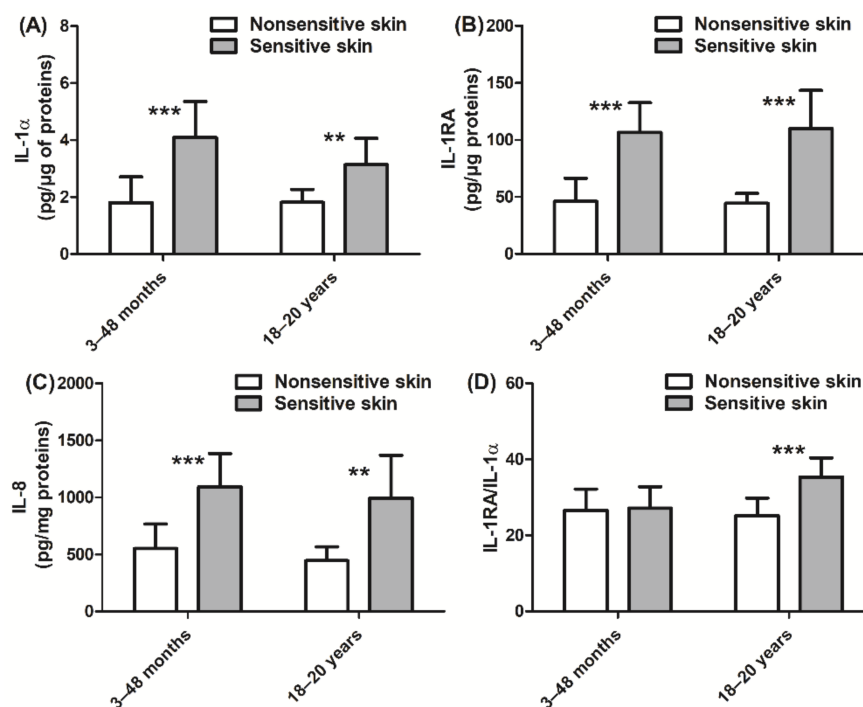 (A)
Nonsensitive skin
Sensitive skin
IL-1α
(pg/µg of proteins)
8
6
4
2
0
***
**
3–48 months
18–20 years
(B)
Nonsensitive skin
Sensitive skin
IL-1RA
(pg/µg proteins)
200
150
100
50
0
***
***
3–48 months
18–20 years
(C)
Nonsensitive skin
Sensitive skin
IL-8
(pg/mg proteins)
2000
1500
1000
500
0
***
**
3–48 months
18–20 years
(D)
Nonsensitive skin
Sensitive skin
IL-1RA/IL-1α
60
40
20
0
***
3–48 months
18–20 years